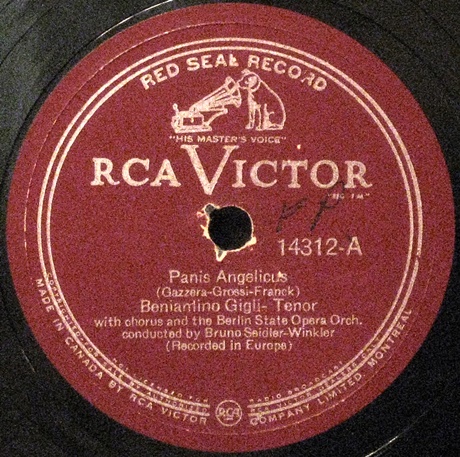 RED SEAL RECORD
"HIS MASTER'S VOICE"
RCA VICTOR
14312-A
Panis Angelicus
(Gazzera-Grossi-Franck)
Beniamino Gigli- Tenor
with chorus and the Berlin State Opera Orch.
conducted by Bruno Seidler-Winkler
(Recorded in Europe)
MADE IN CANADA BY RCA VICTOR COMPANY LIMITED, MONTREAL
RCA